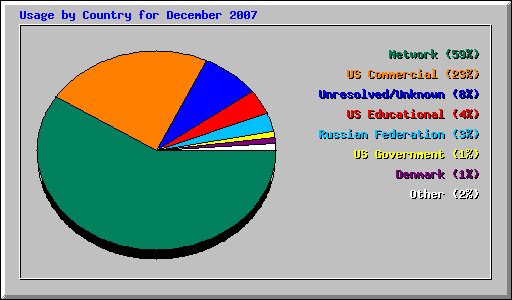 Usage by Country for December 2007
Network (59%)
US Commercial (23%)
Unresolved/Unknown (8%)
US Educational (4%)
Russian Federation (3%)
US Government (1%)
Denmark (1%)
Other (2%)